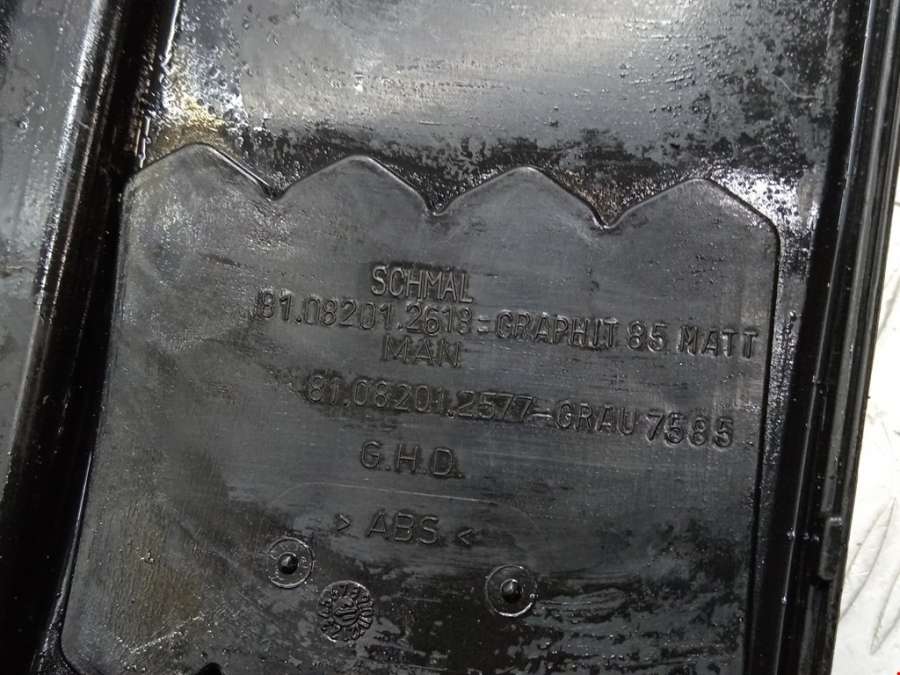 SCHMAL
81.08201.2618=GRAPHIT 85 MATT
MAN
81.08201.2577-GRAU 7585
G.H.D.
> ABS <